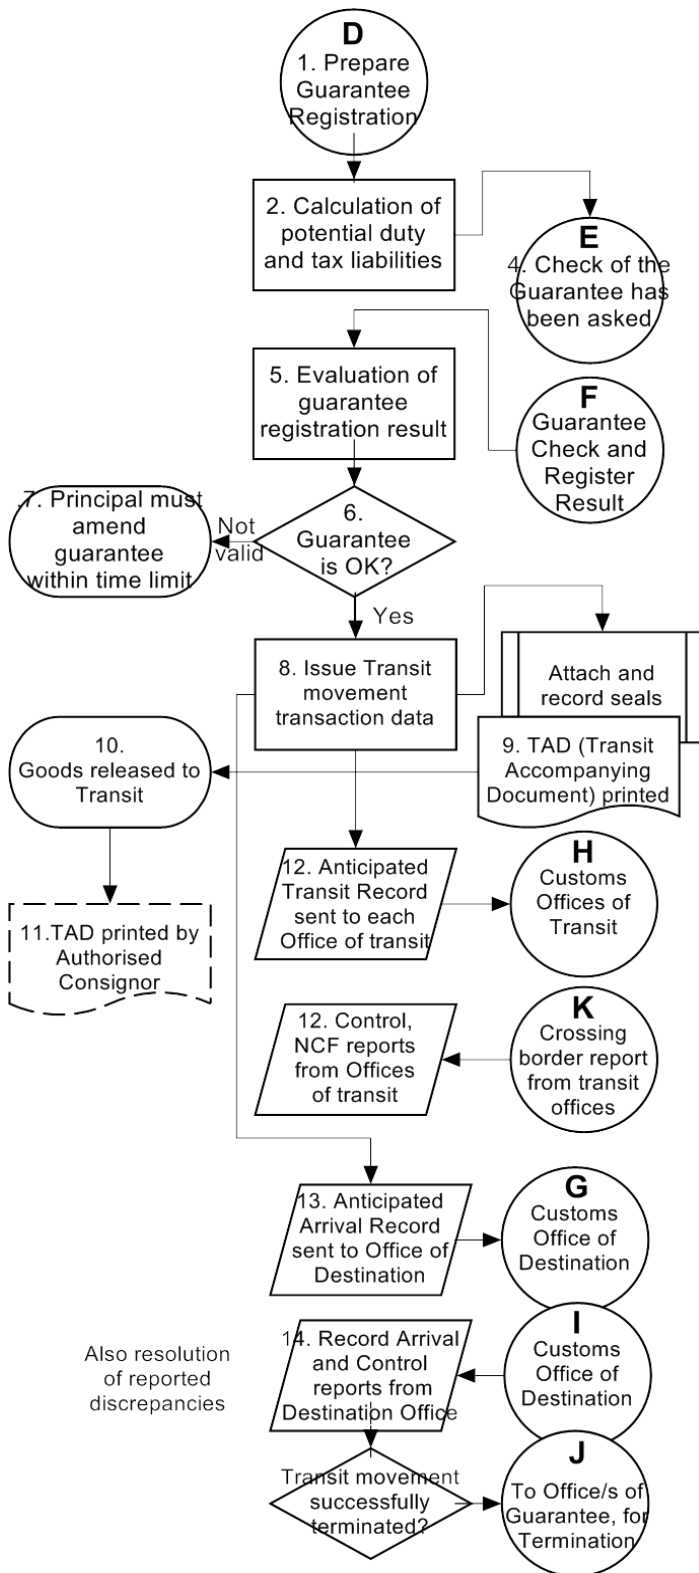 D
1. Prepare
Guarantee
Registration
2. Calculation of
potential duty
and tax liabilities
E
4. Check of the
Guarantee has
been asked
5. Evaluation of
guarantee
registration result
F
Guarantee
Check and
Register
Result
.7. Principal must
amend
guarantee
within time limit
Not
valid
6.
Guarantee
is OK?
Yes
8. Issue Transit
movement
transaction data
Attach and
record seals
9. TAD (Transit
Accompanying
Document) printed
10.
Goods released to
Transit
11.TAD printed by
Authorised
Consignor
12. Anticipated
Transit Record
sent to each
Office of transit
H
Customs
Offices of
Transit
12. Control,
NCF reports
from Offices
of transit
K
Crossing
border report
from transit
offices
13. Anticipated
Arrival Record
sent to Office of
Destination
G
Customs
Office of
Destination
Also resolution
of reported
discrepancies
14. Record Arrival
and Control
reports from
Destination Office
I
Customs
Office of
Destination
Transit movement
successfully
terminated?
J
To Office/s of
Guarantee, for
Termination